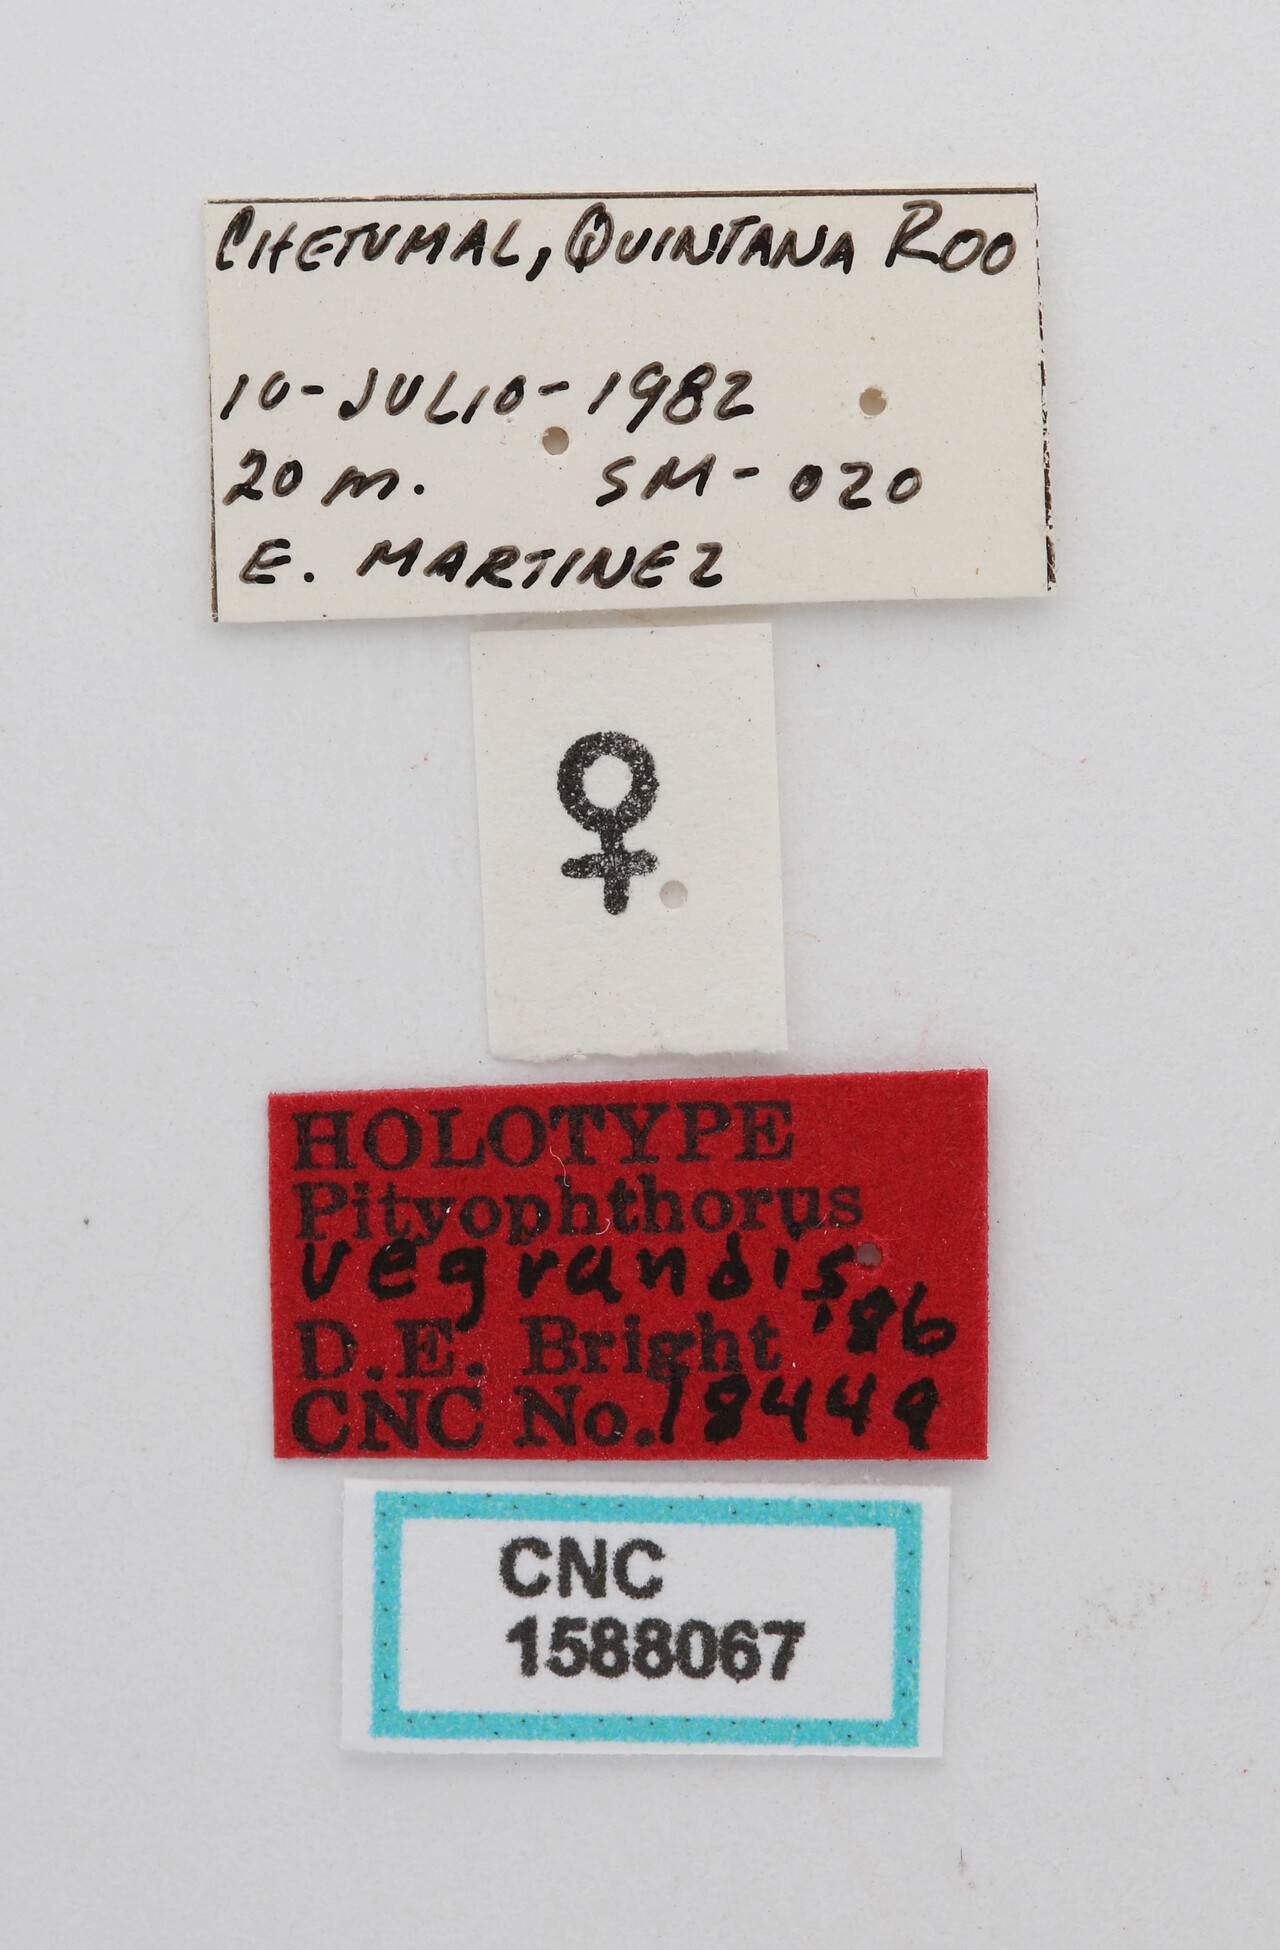 CHETUMAL, QUINTANA ROO
10-JULIO-1982
20 m. SM-020
E. MARTINEZ
♀
HOLOTYPE
Pityophthorus
vegrandis
D.E. Bright '86
CNC No. 18449
CNC
1588067